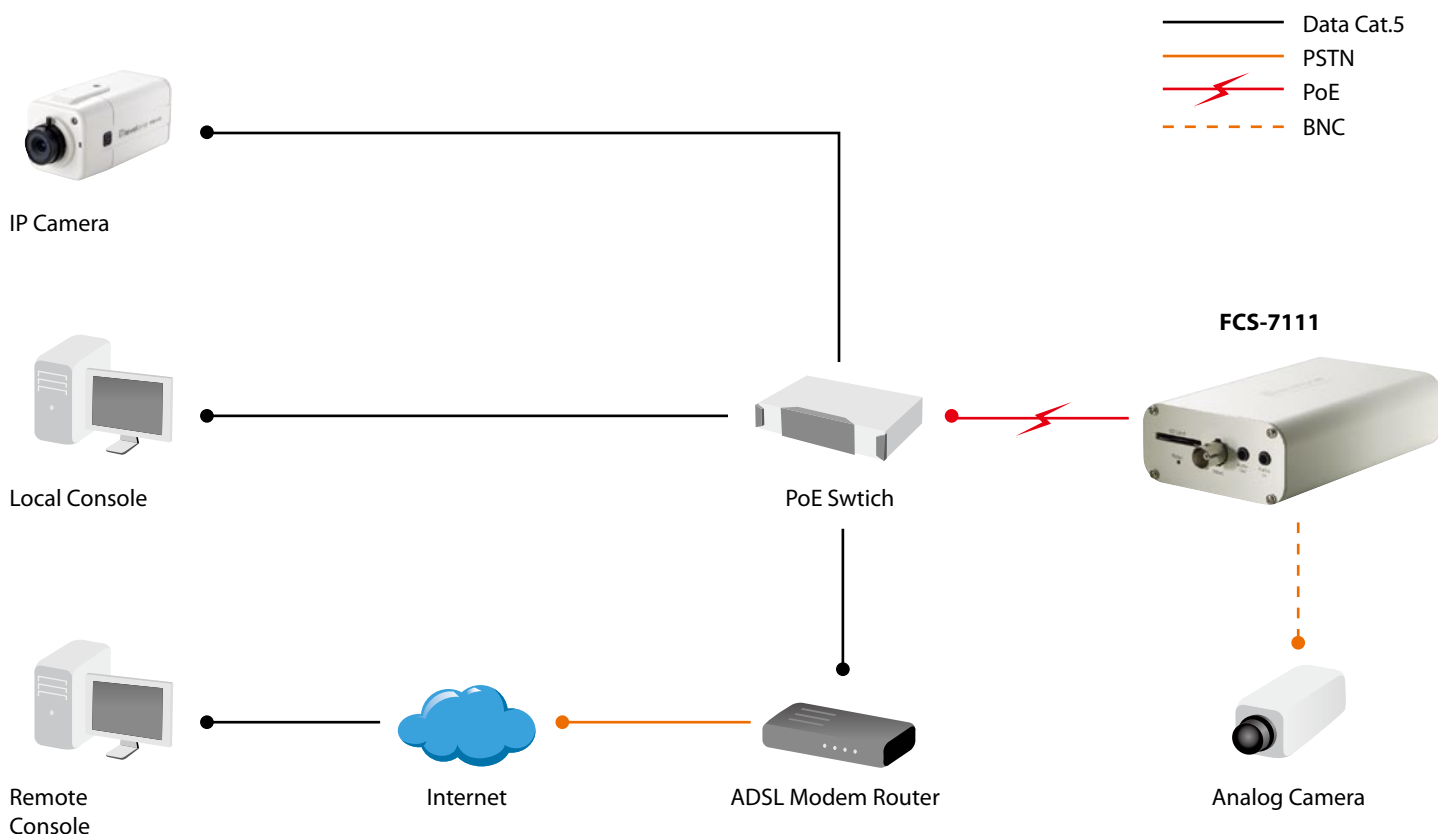 Data Cat.5
PSTN
PoE
BNC
IP Camera
FCS-7111
Local Console
PoE Swtich
Remote
Console
Internet
ADSL Modem Router
Analog Camera